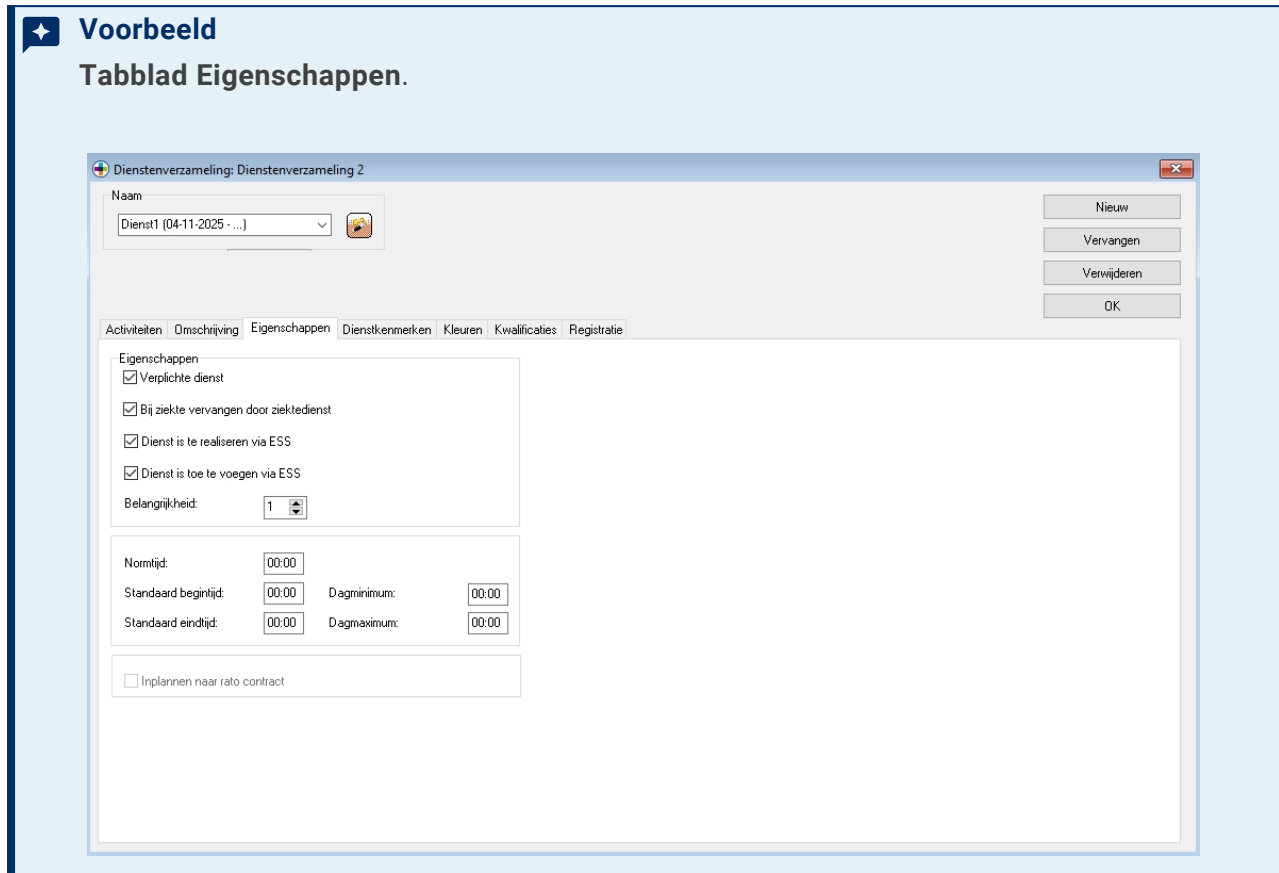 Voorbeeld
Tabblad Eigenschappen.
Dienstenverzameling: Dienstenverzameling 2
Naam
Dienst1 (04-11-2025 - ...)
Nieuw
Vervangen
Verwijderen
OK
Activiteiten Omschrijving Eigenschappen Dienstkenmerken Kleuren Kwalificaties Registratie
Eigenschappen
Verplichte dienst
Bij ziekte vervangen door ziektedienst
Dienst is te realiseren via ESS
Dienst is toe te voegen via ESS
Belangrijkheid: 1
Normtijd: 00:00
Standaard begintijd: 00:00 Dagminimum: 00:00
Standaard eindtijd: 00:00 Dagmaximum: 00:00
Inplannen naar rato contract